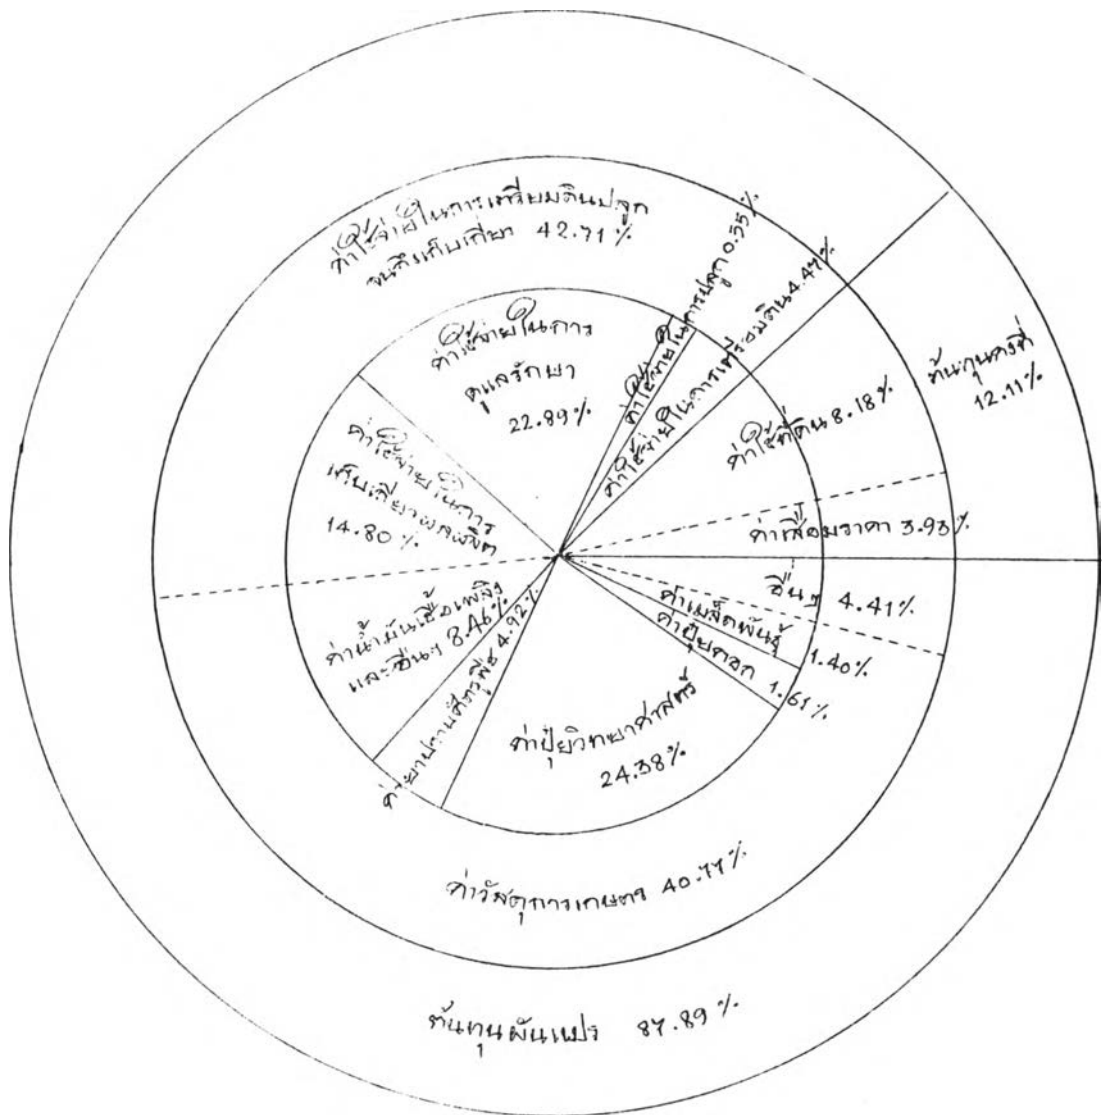 ค่าใช้จ่ายในการเตรียมดินปลูก
จนถึงเก็บเกี่ยว 42.71%
ค่าใช้จ่ายในการปลูก 0.55%
ค่าใช้จ่ายในการเตรียมดิน 4.47%
ต้นทุนคงที่
12.11%
ค่าใช้ที่ดิน 8.18%
ค่าเสื่อมราคา 3.93%
อื่นๆ 4.41%
ค่าเมล็ดพันธุ์
1.40%
ค่าปุ๋ยคอก 1.61%
ค่าใช้จ่ายในการ
ดูแลรักษา
22.89%
ค่าใช้จ่ายในการ
เก็บเกี่ยวผลผลิต
14.80%
ค่าน้ำมันเชื้อเพลิง
และอื่นๆ 8.46%
ค่ายาปราบศัตรูพืช 4.92%
ค่าปุ๋ยวิทยาศาสตร์
24.38%
ค่าวัสดุการเกษตร 40.77%
ต้นทุนผันแปร 87.89%